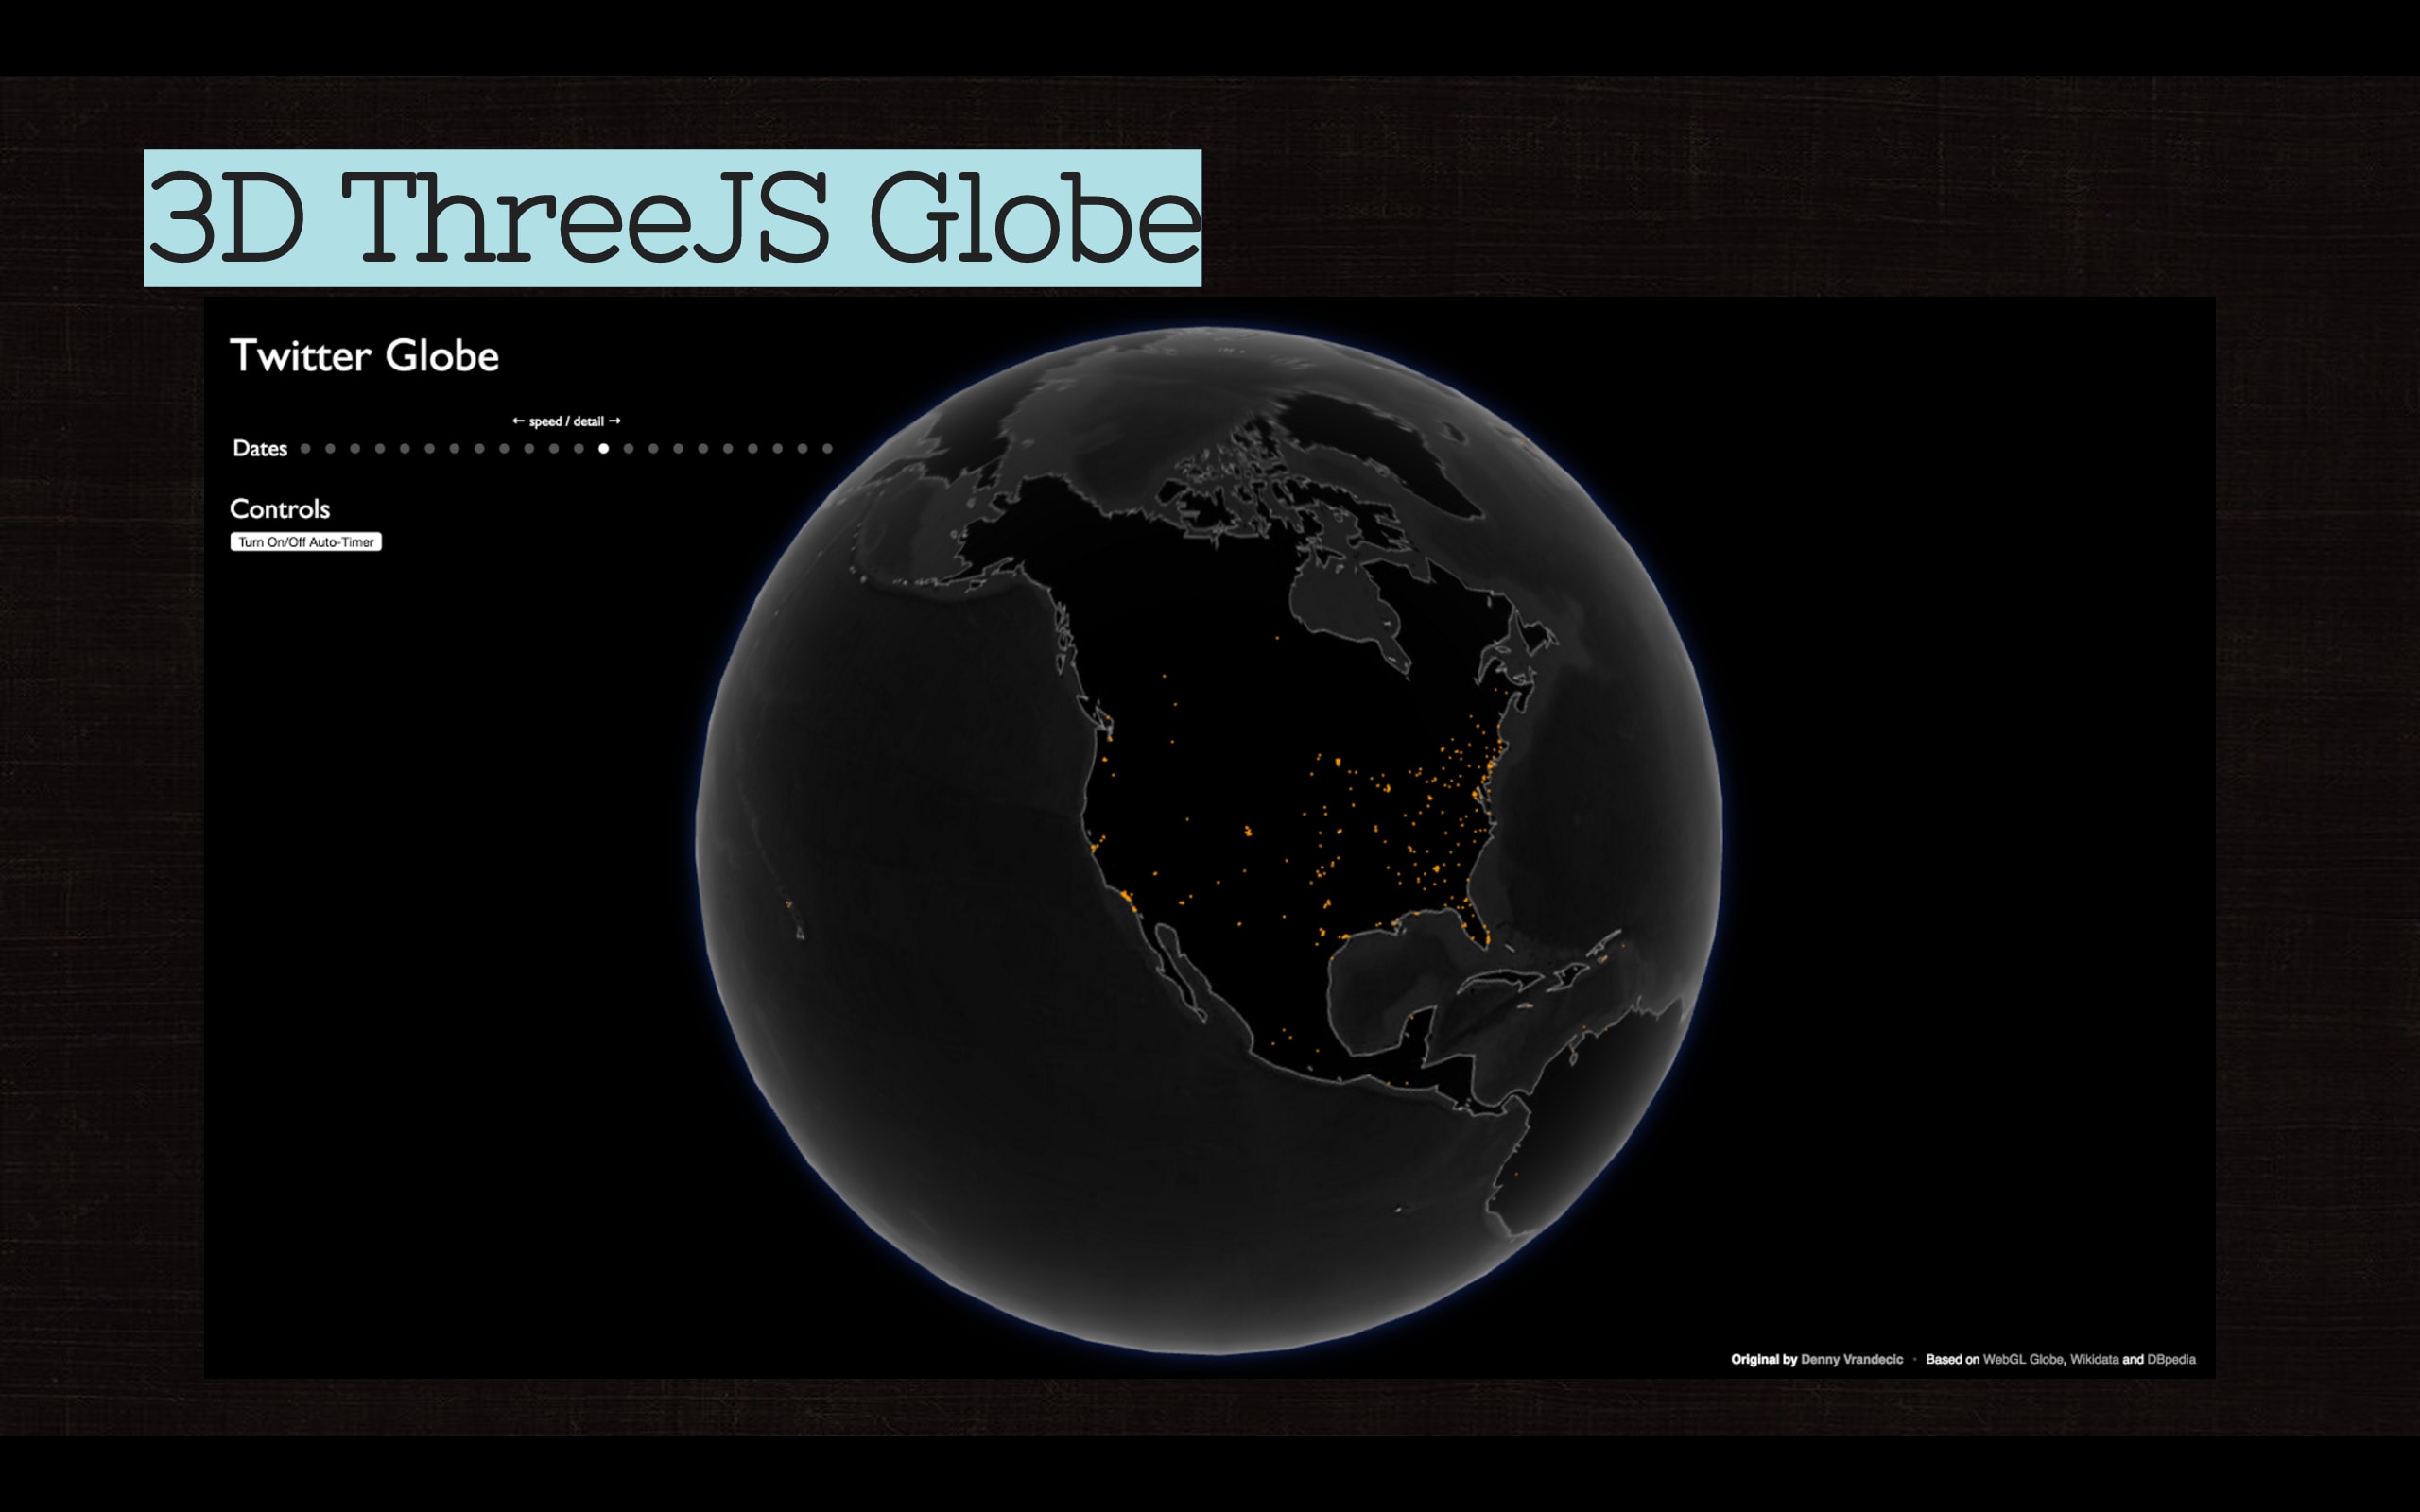 3D ThreeJS Globe
Twitter Globe
← speed / detail →
Dates
Controls
Turn On/Off Auto-Timer
Original by Denny Vrandecic · Based on WebGL Globe, Wikidata and DBpedia